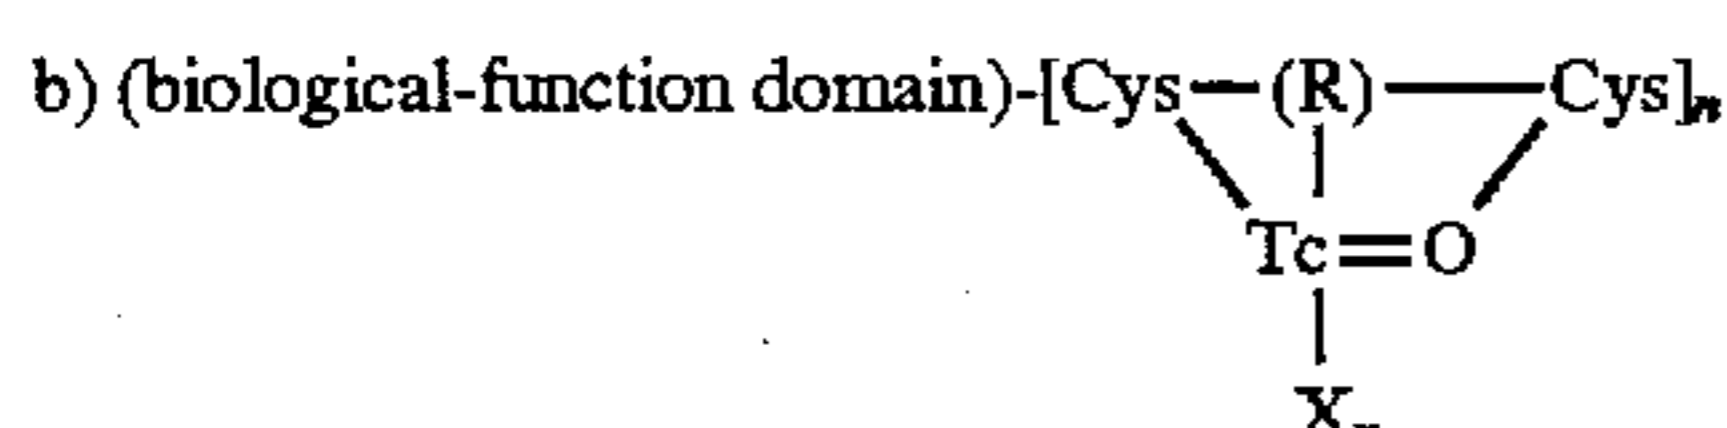 b) (biological-function domain)-[Cys—(R)—Cys]n
Tc=O
X